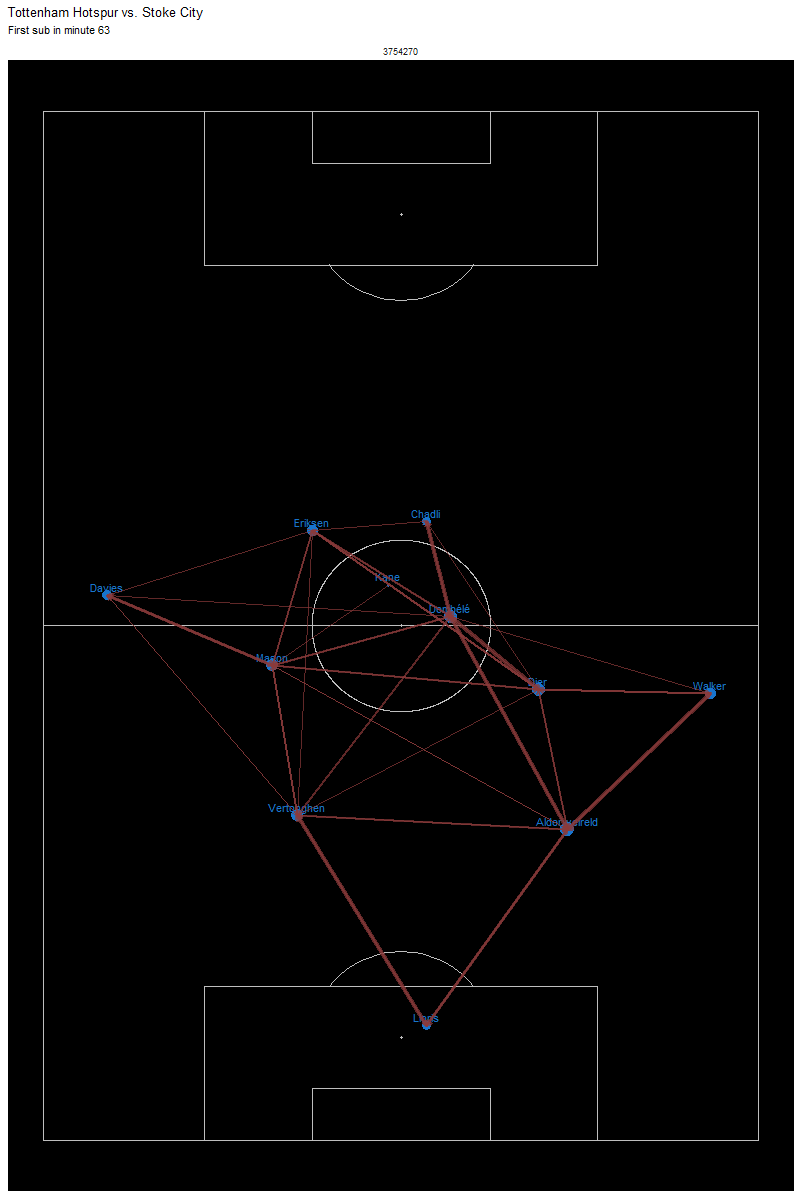 Tottenham Hotspur vs. Stoke City
First sub in minute 63
3754270
Chadli
Eriksen
Kane
Davies
Dembélé
Mason
Dier
Walker
Vertonghen
Alderweireld
Lloris